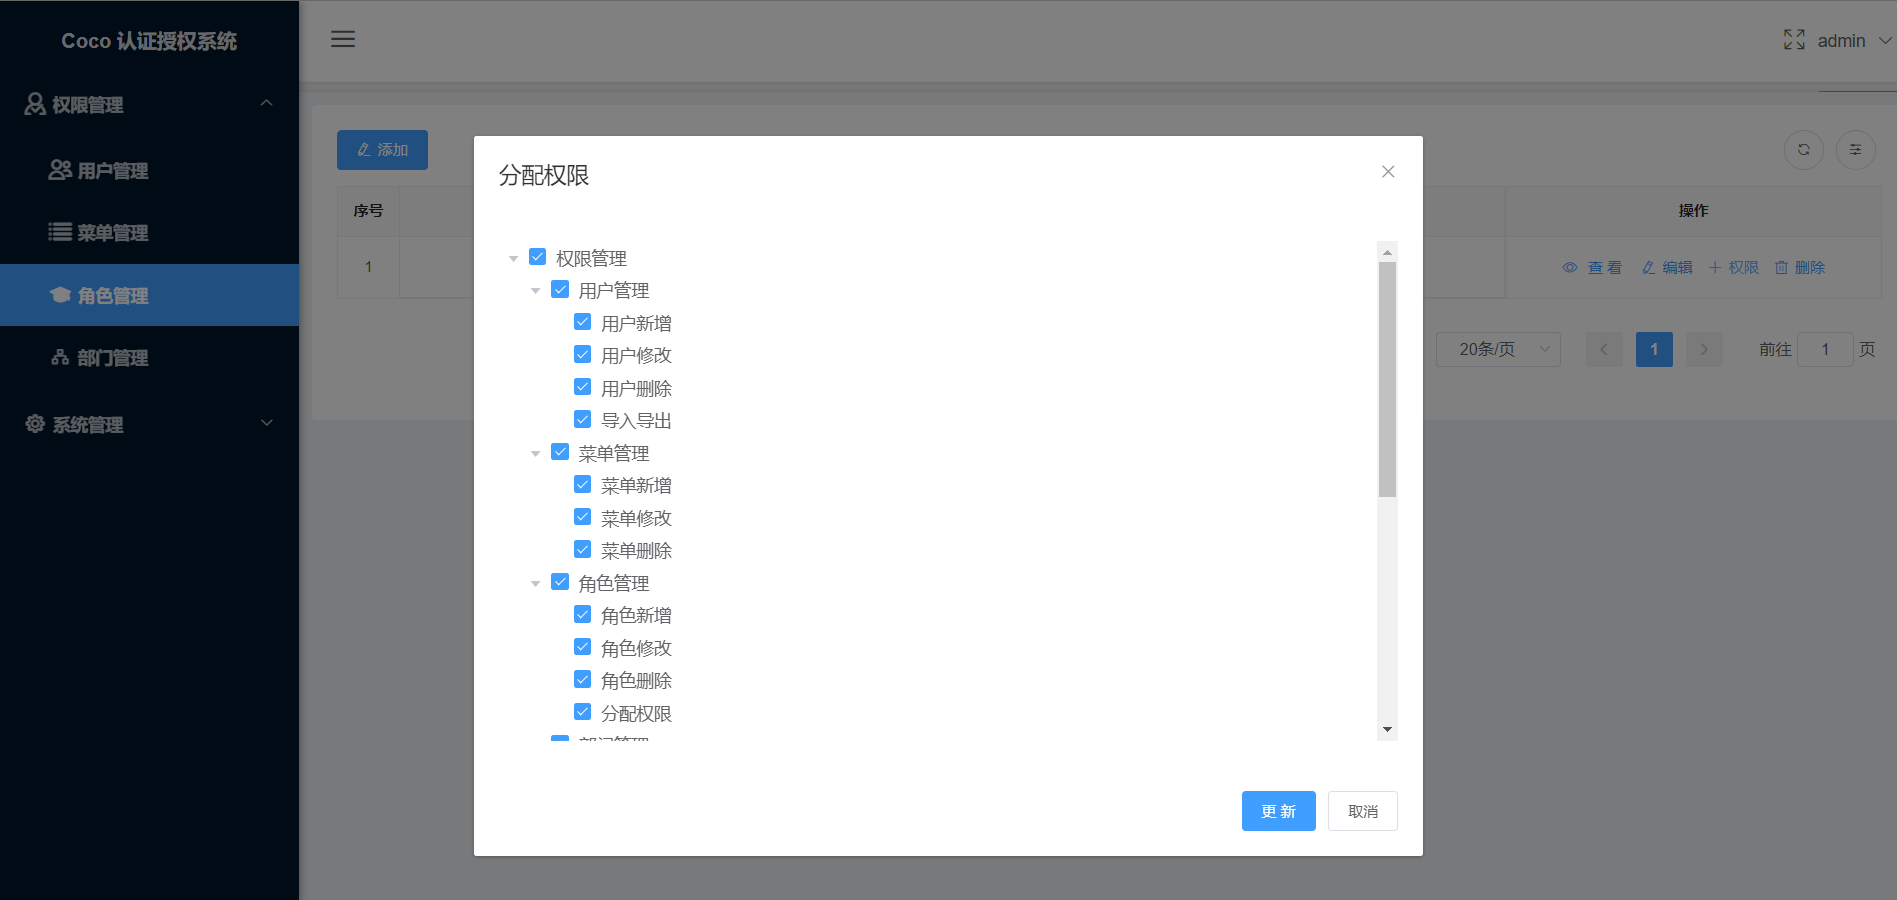 Coco 认证授权系统
权限管理
用户管理
菜单管理
角色管理
部门管理
系统管理
admin
添加
序号
操作
1
查 看 编辑 权限 删除
20条/页 1 前往 1 页
分配权限
权限管理
用户管理
用户新增
用户修改
用户删除
导入导出
菜单管理
菜单新增
菜单修改
菜单删除
角色管理
角色新增
角色修改
角色删除
分配权限
部门管理
更 新 取消